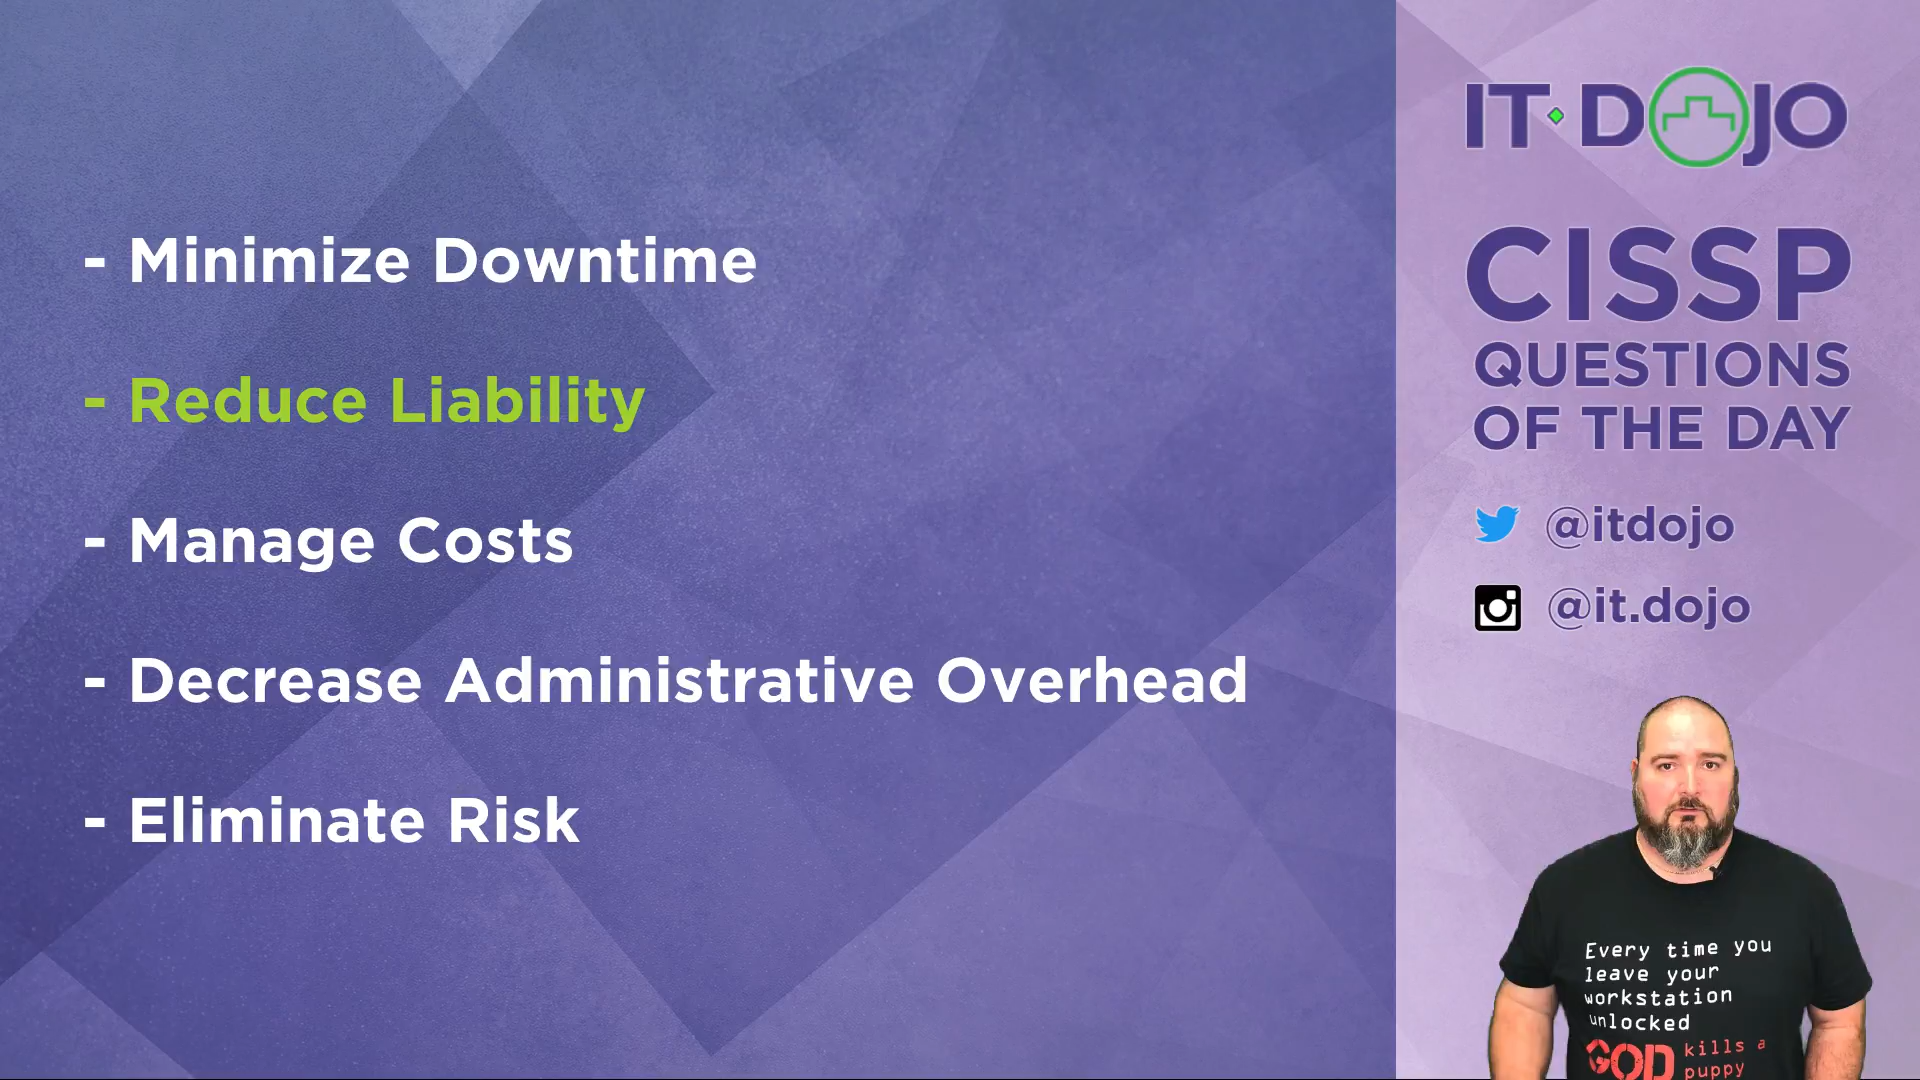 - Minimize Downtime
- Reduce Liability
- Manage Costs
- Decrease Administrative Overhead
- Eliminate Risk
IT DOJO
CISSP
QUESTIONS
OF THE DAY
@itdojo
@it.dojo
Every time you
leave your
workstation
unlocked
GOD kills a
puppy